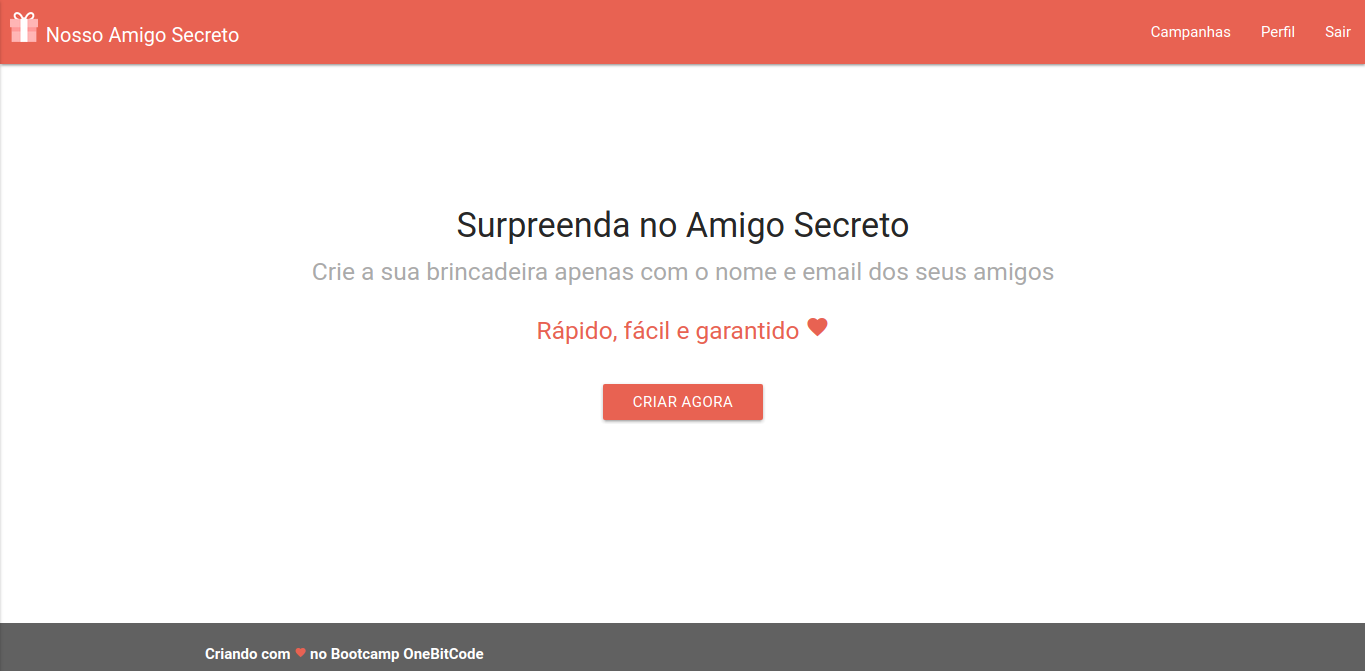 Nosso Amigo Secreto
Campanhas Perfil Sair
Surpreenda no Amigo Secreto
Crie a sua brincadeira apenas com o nome e email dos seus amigos
Rápido, fácil e garantido
CRIAR AGORA
Criando com no Bootcamp OneBitCode